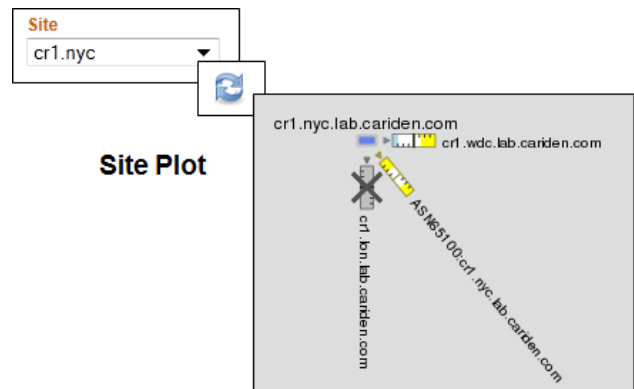 Site
cr1.nyc
Site Plot
cr1.nyc.lab.cariden.com
cr1.wdc.lab.cariden.com
ASN65100:cr1.nyc.lab.cariden.com
cr1.lon.lab.cariden.com